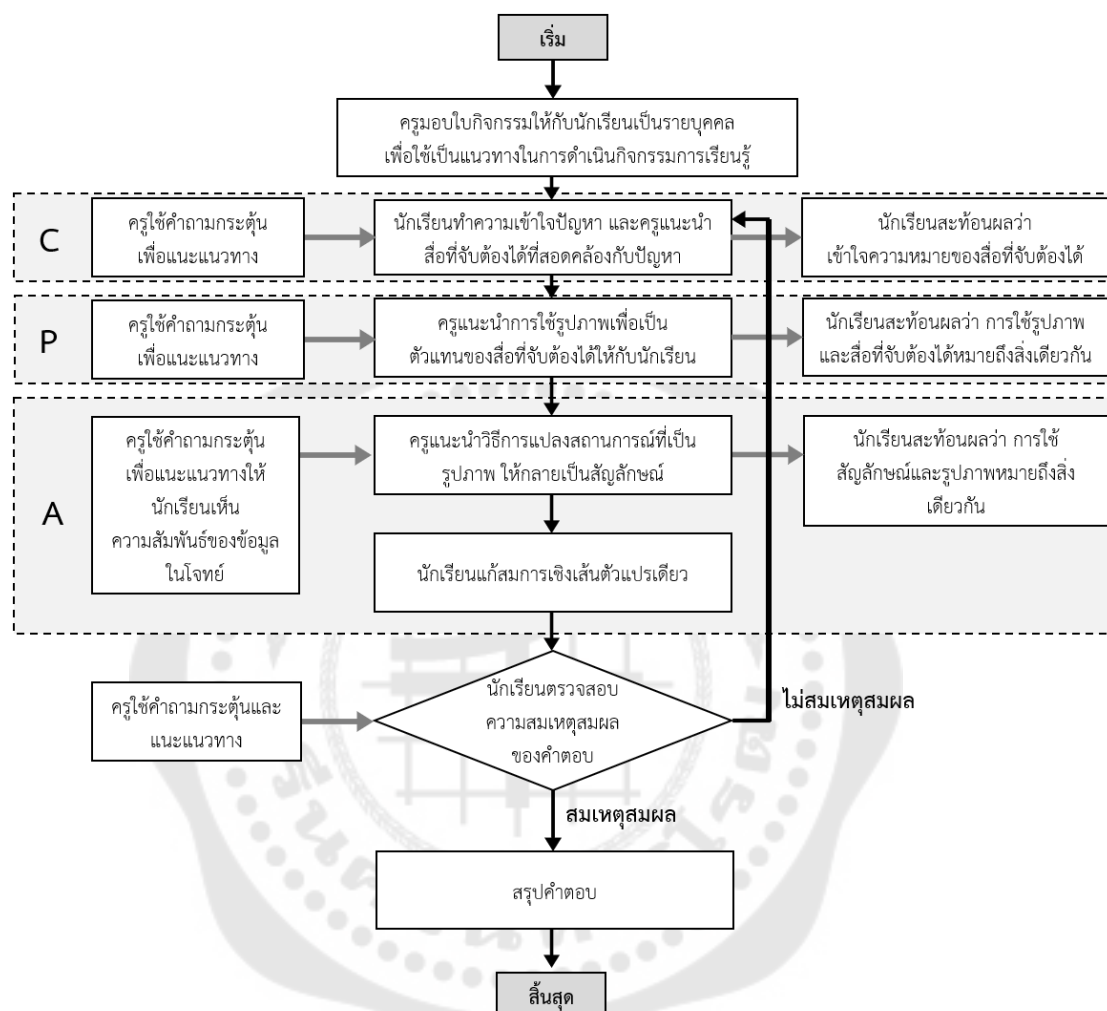 เริ่ม
ครูมอบใบกิจกรรมให้กับนักเรียนเป็นรายบุคคล
เพื่อใช้เป็นแนวทางในการดำเนินกิจกรรมการเรียนรู้
C
ครูใช้คำถามกระตุ้น
เพื่อแนะแนวทาง
นักเรียนทำความเข้าใจปัญหา และครูแนะนำ
สื่อที่จับต้องได้ที่สอดคล้องกับปัญหา
นักเรียนสะท้อนผลว่า
เข้าใจความหมายของสื่อที่จับต้องได้
P
ครูใช้คำถามกระตุ้น
เพื่อแนะแนวทาง
ครูแนะนำการใช้รูปภาพเพื่อเป็น
ตัวแทนของสื่อที่จับต้องได้ให้กับนักเรียน
นักเรียนสะท้อนผลว่า การใช้รูปภาพ
และสื่อที่จับต้องได้หมายถึงสิ่งเดียวกัน
A
ครูใช้คำถามกระตุ้น
เพื่อแนะแนวทางให้
นักเรียนเห็น
ความสัมพันธ์ของข้อมูล
ในโจทย์
ครูแนะนำวิธีการแปลงสถานการณ์ที่เป็น
รูปภาพ ให้กลายเป็นสัญลักษณ์
นักเรียนสะท้อนผลว่า การใช้
สัญลักษณ์และรูปภาพหมายถึงสิ่ง
เดียวกัน
นักเรียนแก้สมการเชิงเส้นตัวแปรเดียว
ครูใช้คำถามกระตุ้นและ
แนะแนวทาง
นักเรียนตรวจสอบ
ความสมเหตุสมผล
ของคำตอบ
ไม่สมเหตุสมผล
สมเหตุสมผล
สรุปคำตอบ
สิ้นสุด